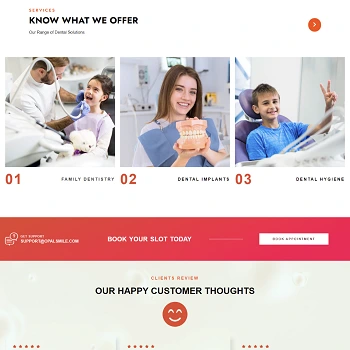 SERVICES
KNOW WHAT WE OFFER
Our Range of Dental Solutions
01 FAMILY DENTISTRY 02 DENTAL IMPLANTS 03 DENTAL HYGIENE
GET SUPPORT
SUPPORT@OPALSMILE.COM
BOOK YOUR SLOT TODAY
BOOK APPOINTMENT
CLIENTS REVIEW
OUR HAPPY CUSTOMER THOUGHTS